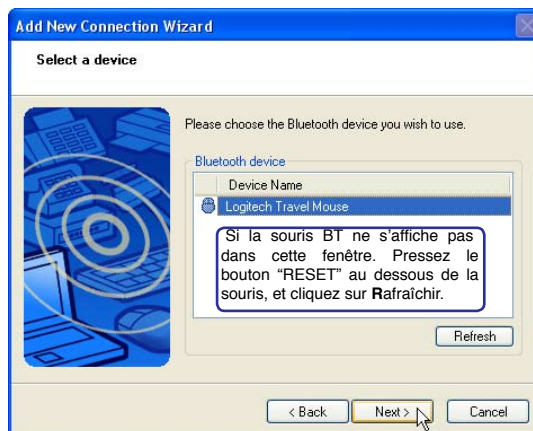 Add New Connection Wizard
Select a device
Please choose the Bluetooth device you wish to use.
Bluetooth device
Device Name
Logitech Travel Mouse
Si la souris BT ne s’affiche pas
dans cette fenêtre. Pressez le
bouton “RESET” au dessous de la
souris, et cliquez sur Rafraîchir.
Refresh
< Back Next > Cancel